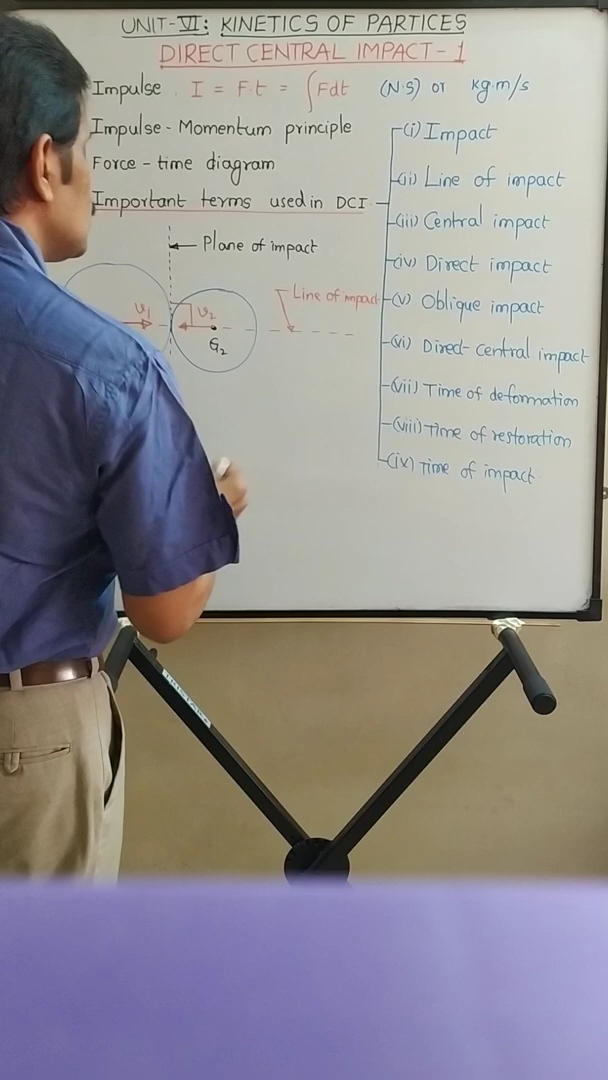 UNIT-VI: KINETICS OF PARTICES
DIRECT CENTRAL IMPACT - 1
Impulse . I = F·t = ∫Fdt (N·s) or kg·m/s
Impulse - Momentum principle
Force - time diagram
Important terms used in DCI
(i) Impact
(ii) Line of impact
(iii) Central impact
(iv) Direct impact
(v) Oblique impact
(vi) Direct central impact
(vii) Time of deformation
(viii) Time of restoration
(ix) Time of impact
Plane of impact
Line of impact
v₁ v₂
G₂